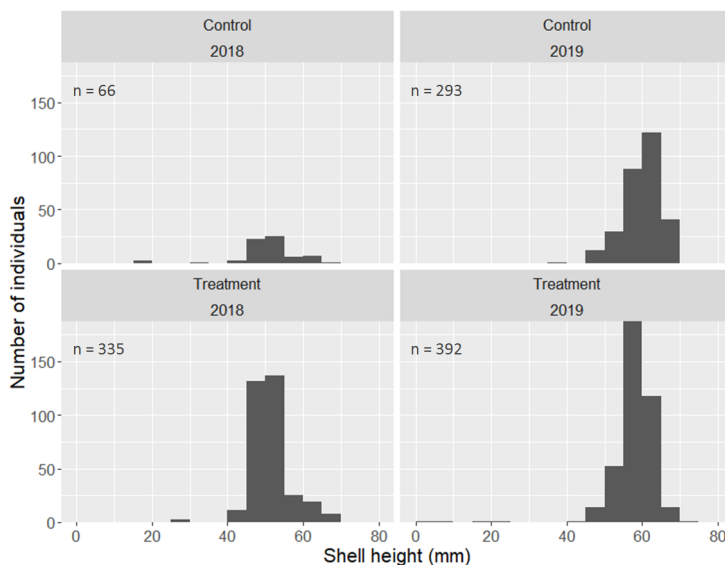 Control
2018
Control
2019
n = 66
n = 293
150
100
50
0
Treatment
2018
Treatment
2019
n = 335
n = 392
150
100
50
0
0 20 40 60 80
0 20 40 60 80
Shell height (mm)
Number of individuals